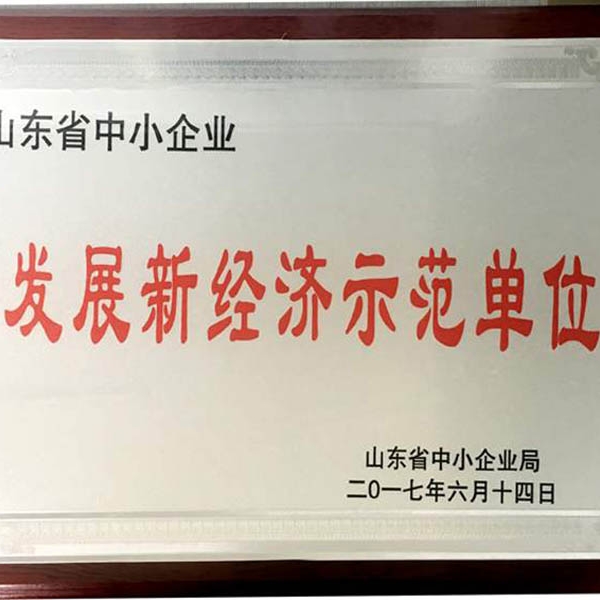 山东省中小企业
发展新经济示范单位
山东省中小企业局
二0一七年六月十四日